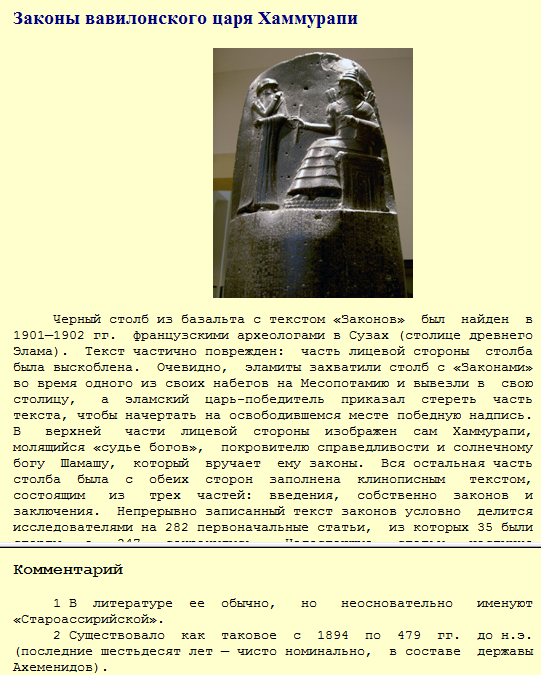 Законы вавилонского царя Хаммурапи
Черный столб из базальта с текстом «Законов» был найден в
1901—1902 гг. французскими археологами в Сузах (столице древнего
Элама). Текст частично поврежден: часть лицевой стороны столба
была выскоблена. Очевидно, эламиты захватили столб с «Законами»
во время одного из своих набегов на Месопотамию и вывезли в свою
столицу, а эламский царь-победитель приказал стереть часть
текста, чтобы начертать на освободившемся месте победную надпись.
В верхней части лицевой стороны изображен сам Хаммурапи,
молящийся «судье богов», покровителю справедливости и солнечному
богу Шамашу, который вручает ему законы. Вся остальная часть
столба была с обеих сторон заполнена клинописным текстом,
состоящим из трех частей: введения, собственно законов и
заключения. Непрерывно записанный текст законов условно делится
исследователями на 282 первоначальные статьи, из которых 35 были
Комментарий
1 В литературе ее обычно, но неосновательно именуют
«Староассирийской».
2 Существовало как таковое с 1894 по 479 гг. до н.э.
(последние шестьдесят лет — чисто номинально, в составе державы
Ахеменидов).